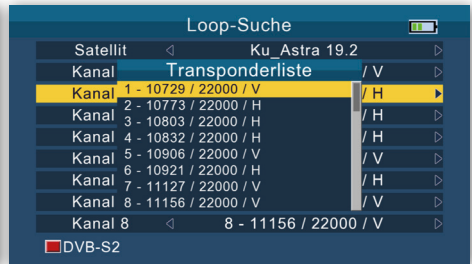 Loop-Suche
Satellit Ku_Astra 19.2
Kanal / V
Transponderliste
Kanal / H
1 - 10729 / 22000 / V
Kanal / H
2 - 10773 / 22000 / H
3 - 10803 / 22000 / H
Kanal / H
4 - 10832 / 22000 / H
Kanal / V
5 - 10906 / 22000 / V
6 - 10921 / 22000 / H
Kanal / H
7 - 11127 / 22000 / V
Kanal / V
8 - 11156 / 22000 / V
Kanal 8 8 - 11156 / 22000 / V
DVB-S2